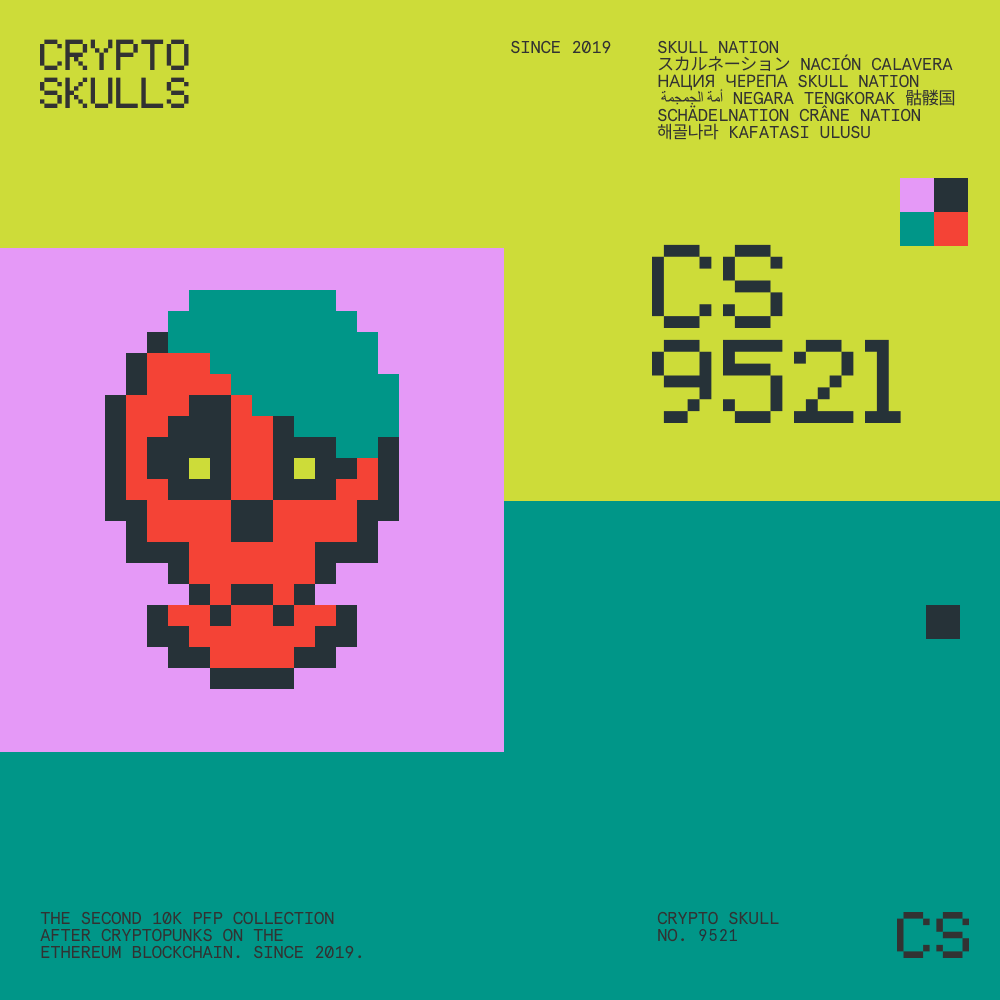 CRYPTO
SKULLS
SINCE 2019
SKULL NATION
スカルネーション NACIÓN CALAVERA
НАЦИЯ ЧЕРЕПА SKULL NATION
أمة الجمجمة NEGARA TENGKORAK 骷髅国
SCHÄDELNATION CRÂNE NATION
해골나라 KAFATASI ULUSU
CS
9521
THE SECOND 10K PFP COLLECTION
AFTER CRYPTOPUNKS ON THE
ETHEREUM BLOCKCHAIN. SINCE 2019.
CRYPTO SKULL
NO. 9521
CS